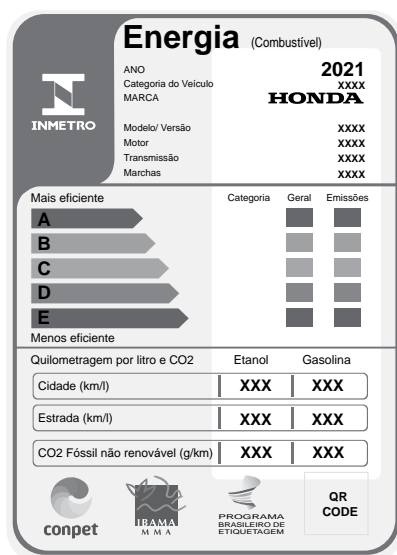 Energia (Combustível)
ANO 2021
Categoria do Veículo XXXX
MARCA HONDA
INMETRO
Modelo/ Versão XXXX
Motor XXXX
Transmissão XXXX
Marchas XXXX
Mais eficiente Categoria Geral Emissões
A
B
C
D
E
Menos eficiente
Quilometragem por litro e CO2 Etanol Gasolina
Cidade (km/l) XXX XXX
Estrada (km/l) XXX XXX
CO2 Fóssil não renovável (g/km) XXX XXX
conpet
IBAMA
M M A
PROGRAMA
BRASILEIRO DE
ETIQUETAGEM
QR
CODE